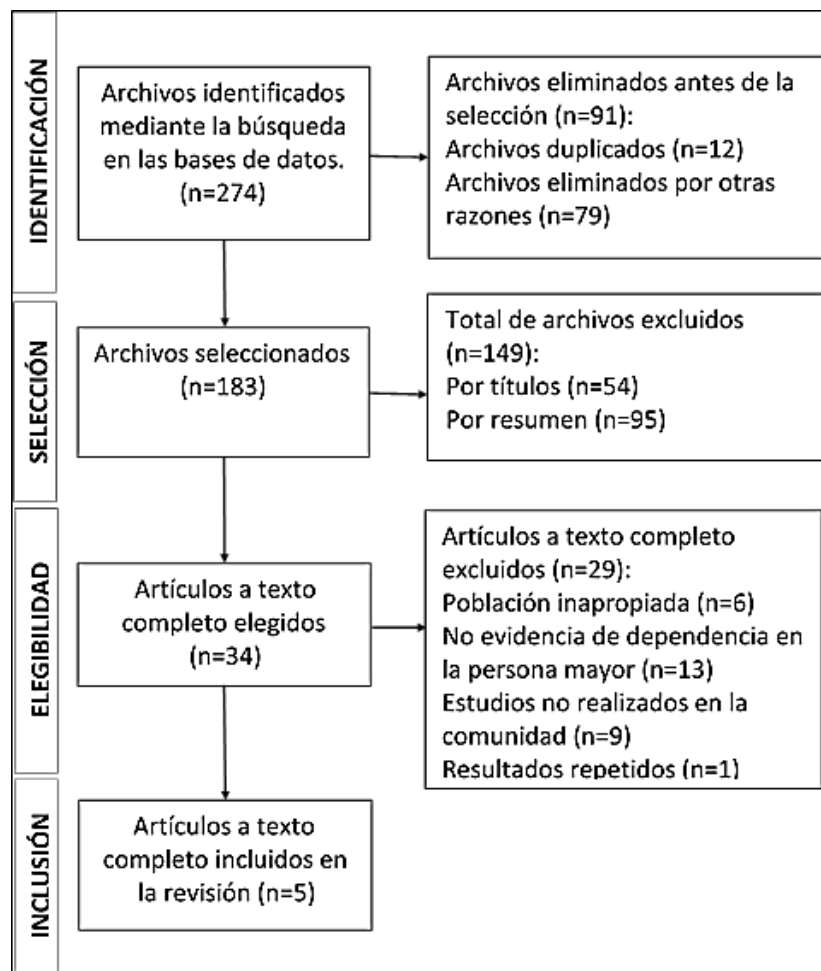 IDENTIFICACIÓN
Archivos identificados
mediante la búsqueda
en las bases de datos.
(n=274)
Archivos eliminados antes de la
selección (n=91):
Archivos duplicados (n=12)
Archivos eliminados por otras
razones (n=79)
SELECCIÓN
Archivos seleccionados
(n=183)
Total de archivos excluidos
(n=149):
Por títulos (n=54)
Por resumen (n=95)
ELEGIBILIDAD
Artículos a texto
completo elegidos
(n=34)
Artículos a texto completo
excluidos (n=29):
Población inapropiada (n=6)
No evidencia de dependencia en
la persona mayor (n=13)
Estudios no realizados en la
comunidad (n=9)
Resultados repetidos (n=1)
INCLUSIÓN
Artículos a texto
completo incluidos en
la revisión (n=5)